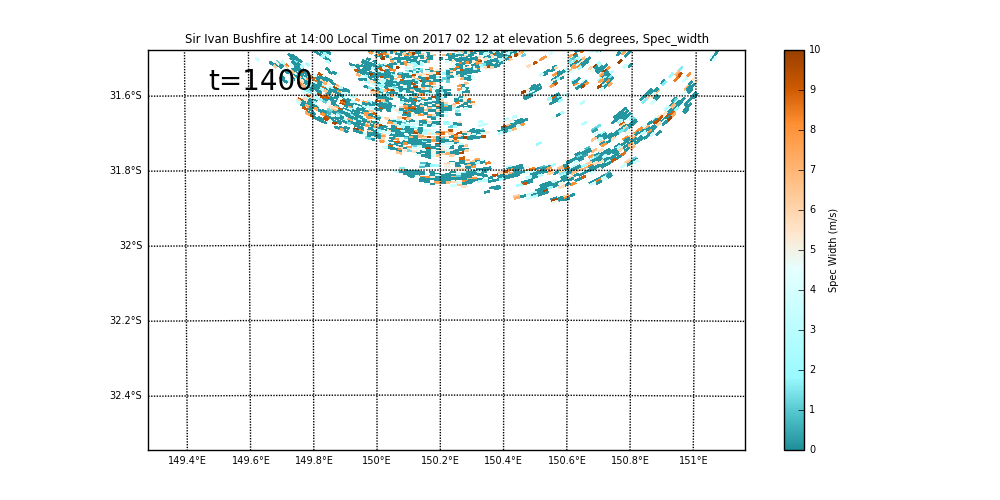 Sir Ivan Bushfire at 14:00 Local Time on 2017 02 12 at elevation 5.6 degrees, Spec_width
t=1400
31.6°S
31.8°S
32°S
32.2°S
32.4°S
149.4°E 149.6°E 149.8°E 150°E 150.2°E 150.4°E 150.6°E 150.8°E 151°E
10
9
8
7
6
5
4
3
2
1
0
Spec Width (m/s)